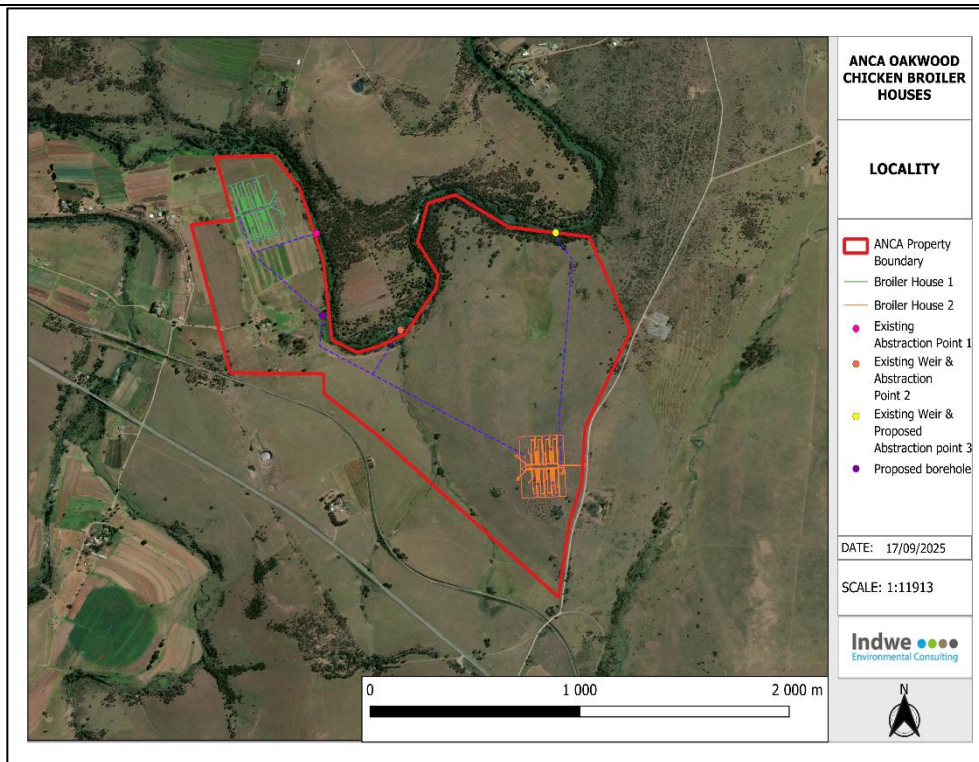 ANCA OAKWOOD
CHICKEN BROILER
HOUSES
LOCALITY
ANCA Property
Boundary
Broiler House 1
Broiler House 2
Existing
Abstraction Point 1
Existing Weir &
Abstraction
Point 2
Existing Weir &
Proposed
Abstraction point 3
Proposed borehole
DATE: 17/09/2025
SCALE: 1:11913
Indwe
Environmental Consulting
N
0 1 000 2 000 m